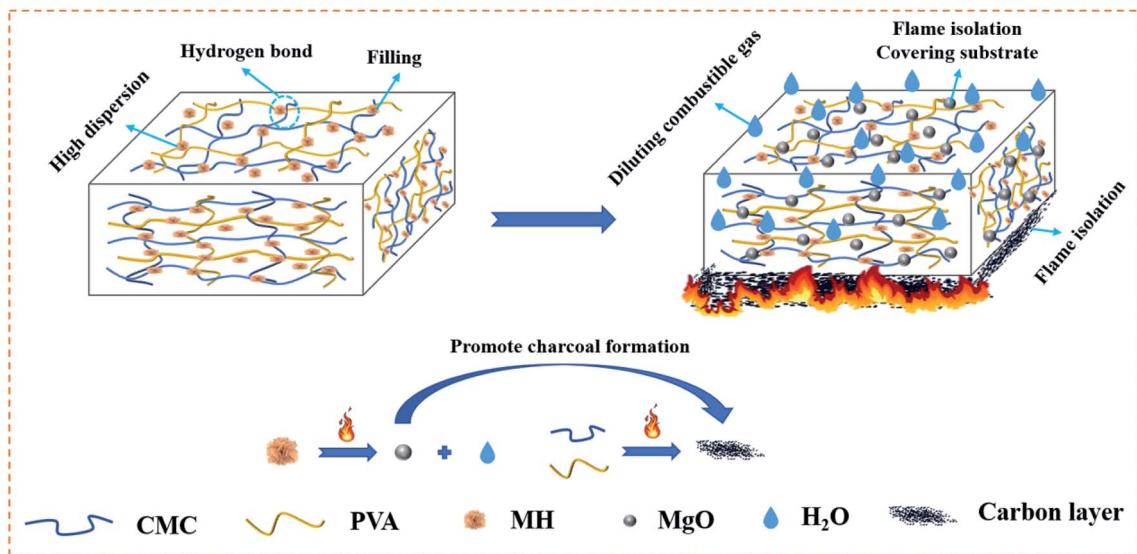 Hydrogen bond
Filling
High dispersion
Flame isolation
Covering substrate
Diluting combustible gas
Flame isolation
Promote charcoal formation
CMC
PVA
MH
MgO
H₂O
Carbon layer